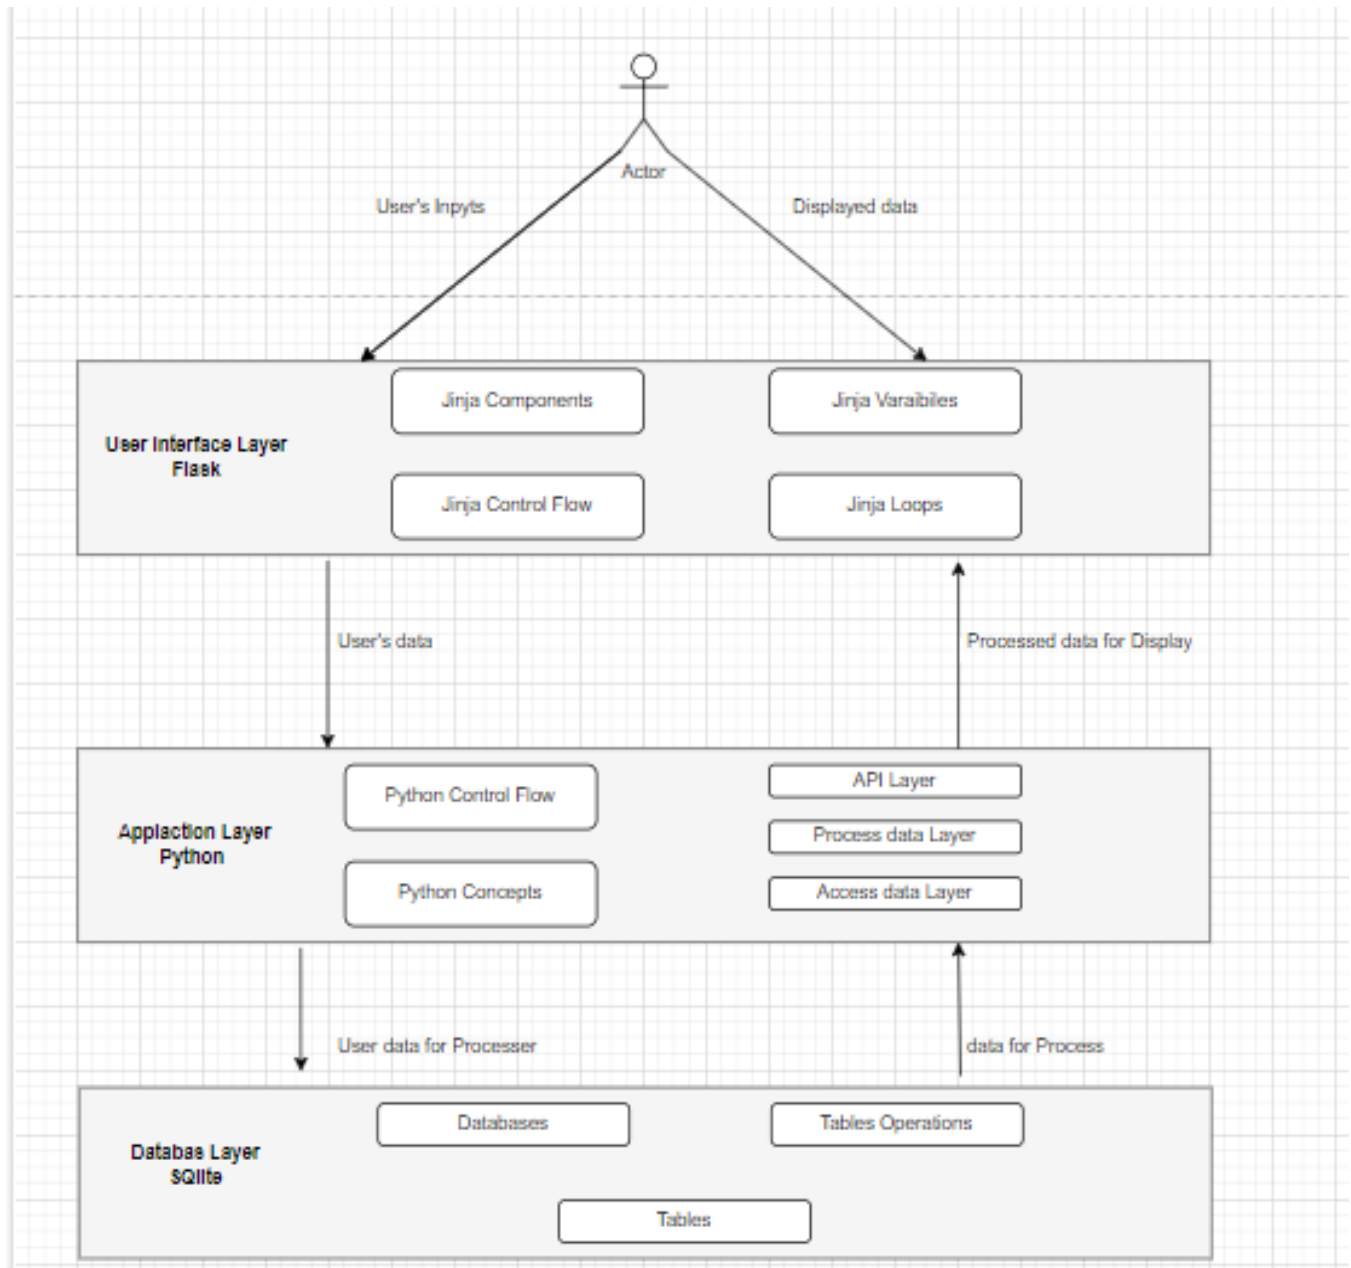 Actor
User's Inpyts
Displayed data
Jinja Components
Jinja Varaibiles
User Interface Layer
Flask
Jinja Control Flow
Jinja Loops
User's data
Processed data for Display
Python Control Flow
API Layer
Applaction Layer
Python
Process data Layer
Python Concepts
Access data Layer
User data for Processer
data for Process
Databases
Tables Operations
Databas Layer
SQlite
Tables